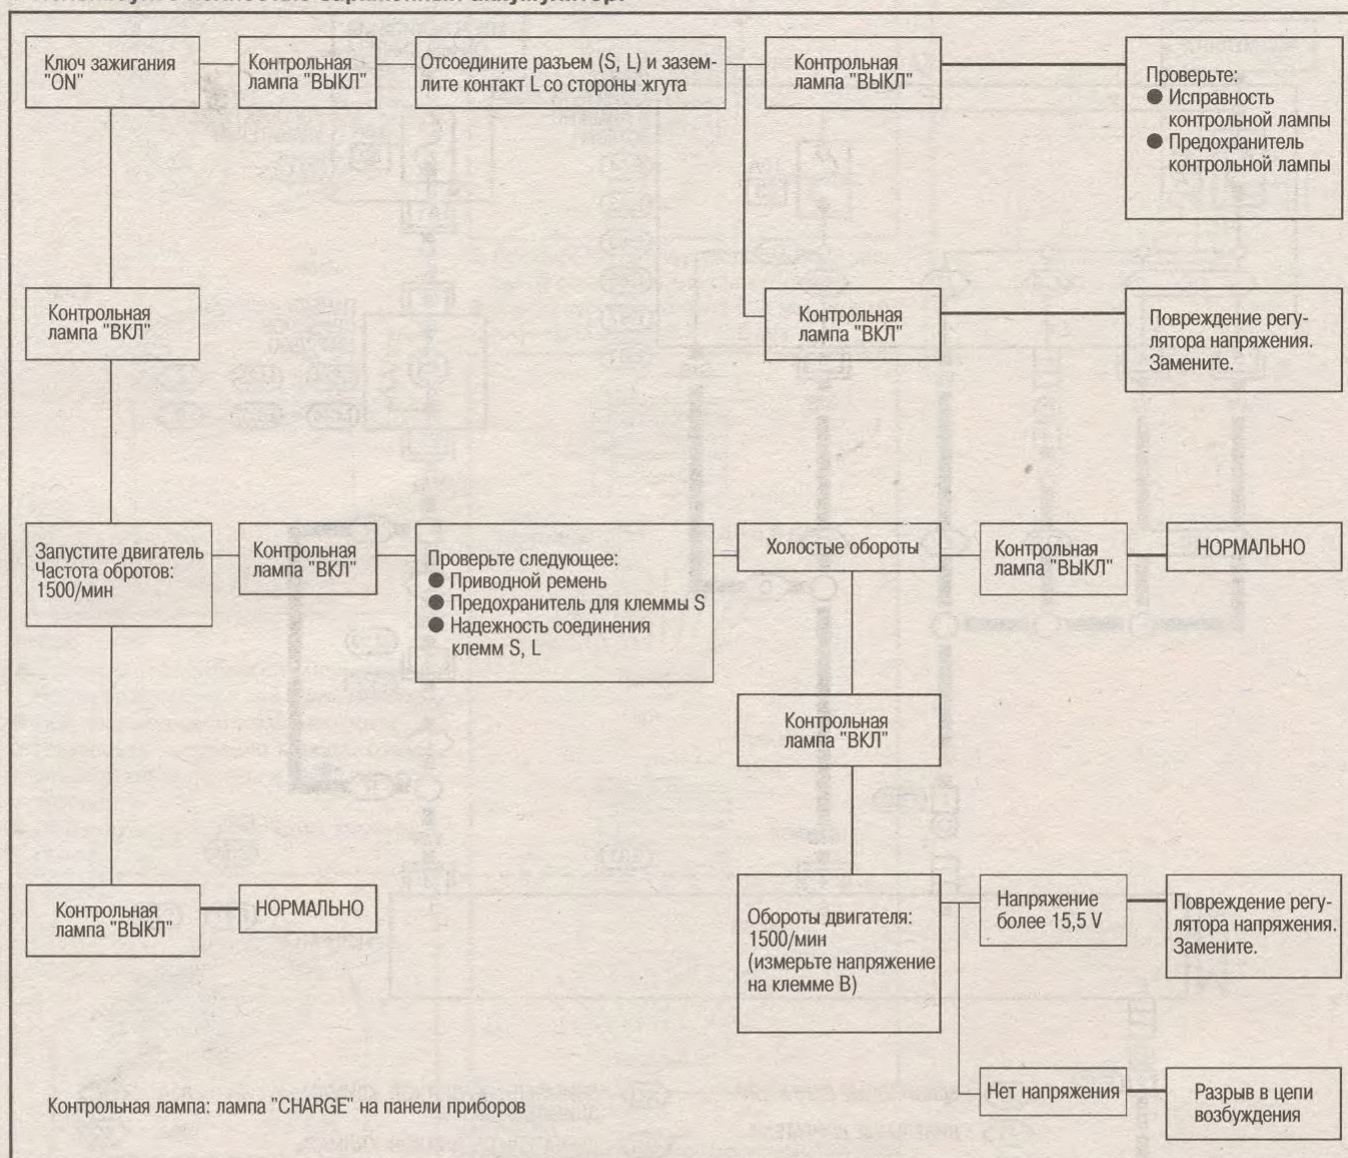 Ключ зажигания
"ON"
Контрольная
лампа "ВЫКЛ"
Отсоедините разъем (S, L) и зазем-
лите контакт L со стороны жгута
Контрольная
лампа "ВЫКЛ"
Проверьте:
● Исправность
контрольной лампы
● Предохранитель
контрольной лампы
Контрольная
лампа "ВКЛ"
Контрольная
лампа "ВКЛ"
Повреждение регу-
лятора напряжения.
Замените.
Запустите двигатель
Частота обротов:
1500/мин
Контрольная
лампа "ВКЛ"
Проверьте следующее:
● Приводной ремень
● Предохранитель для клеммы S
● Надежность соединения
клемм S, L
Холостые обороты
Контрольная
лампа "ВЫКЛ"
НОРМАЛЬНО
Контрольная
лампа "ВКЛ"
Контрольная
лампа "ВЫКЛ"
НОРМАЛЬНО
Обороты двигателя:
1500/мин
(измерьте напряжение
на клемме B)
Напряжение
более 15,5 V
Повреждение регу-
лятора напряжения.
Замените.
Нет напряжения
Разрыв в цепи
возбуждения
Контрольная лампа: лампа "CHARGE" на панели приборов